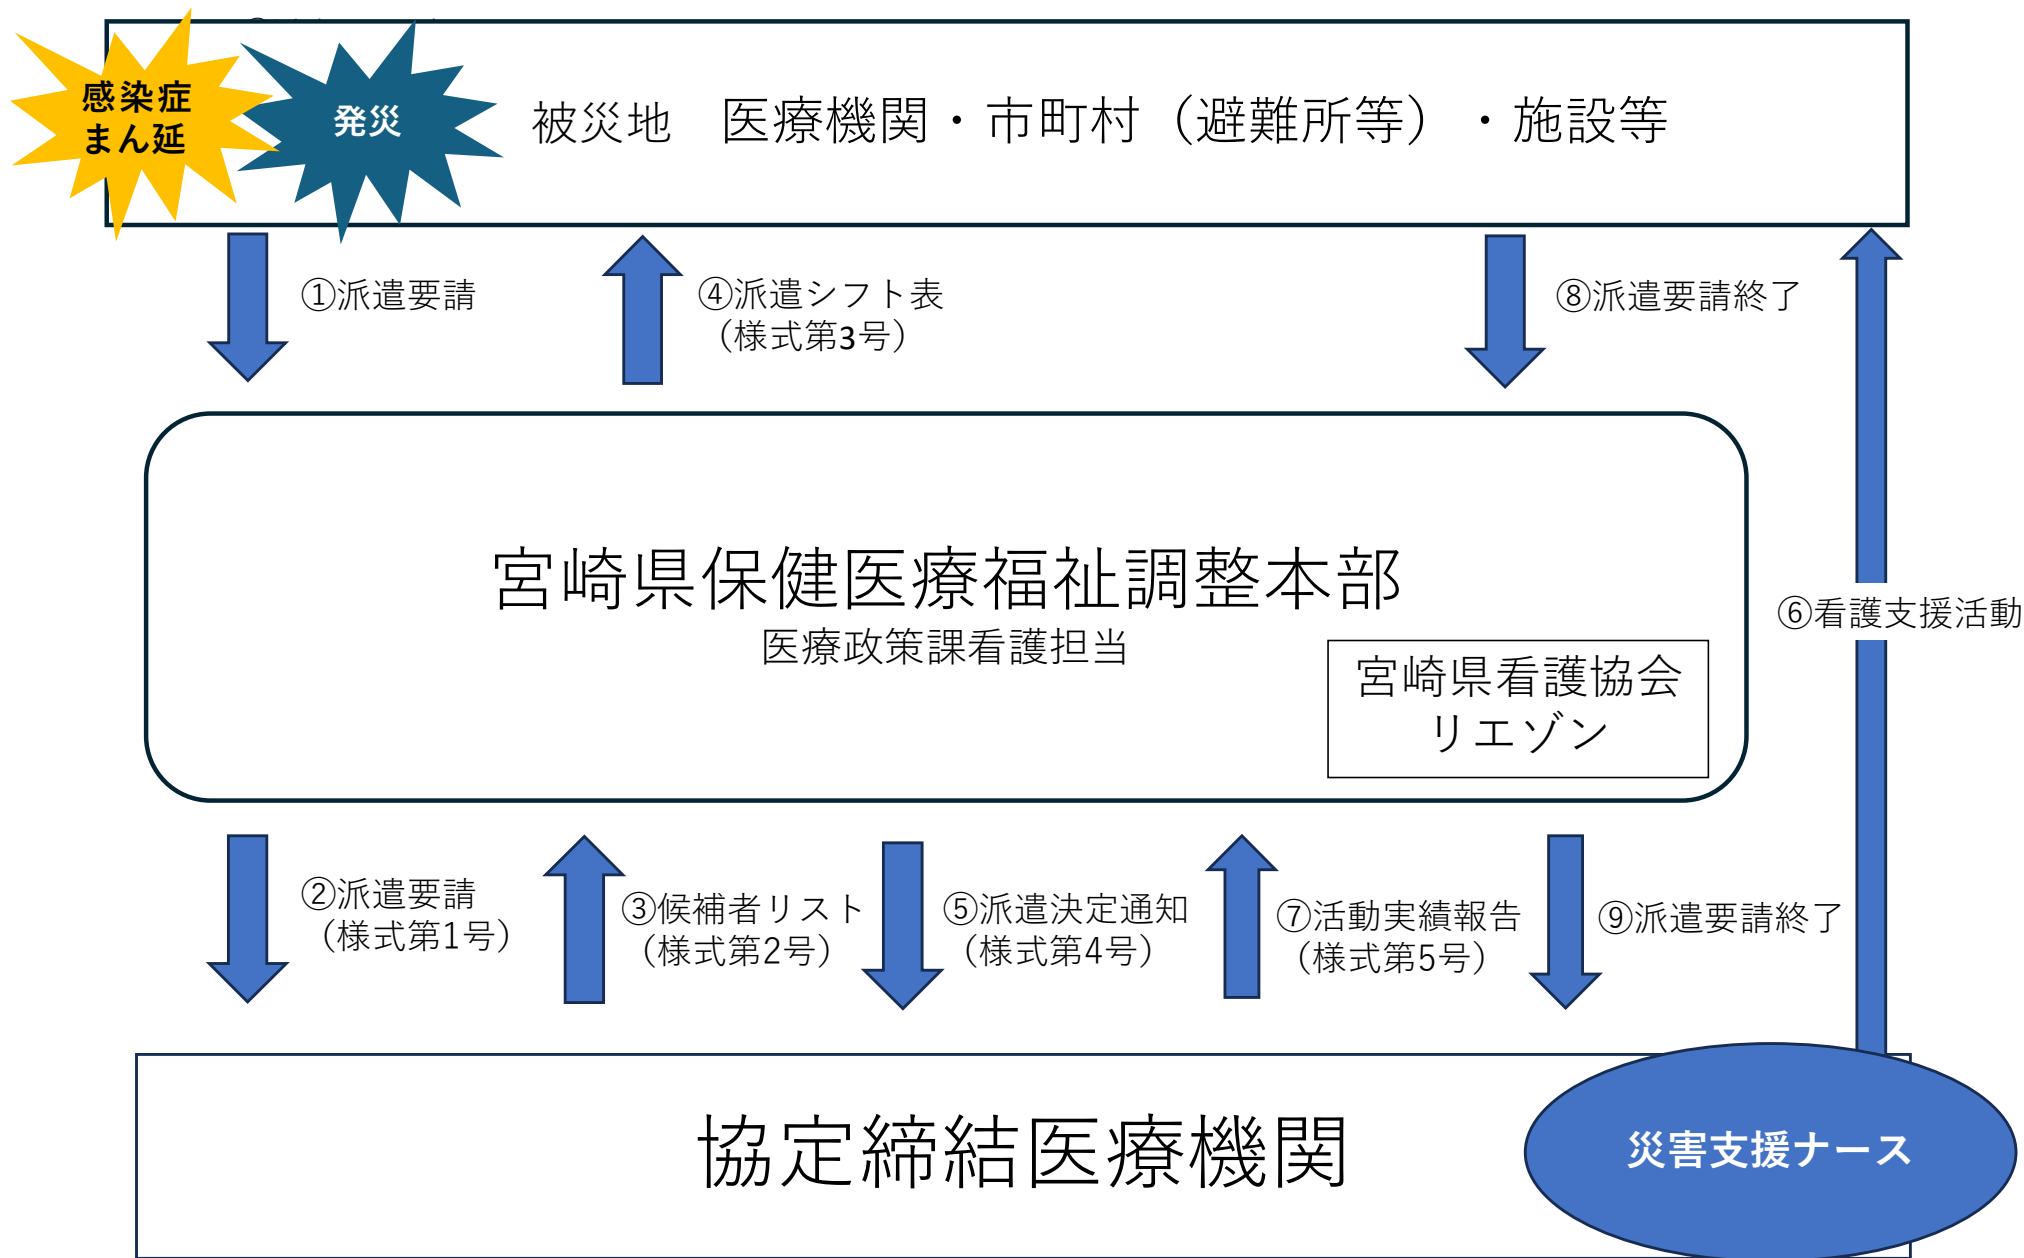 感染症
まん延
発災
被災地 医療機関・市町村（避難所等）・施設等
①派遣要請
④派遣シフト表
（様式第3号）
⑧派遣要請終了
宮崎県保健医療福祉調整本部
医療政策課看護担当
宮崎県看護協会
リエゾン
⑥看護支援活動
②派遣要請
（様式第1号）
③候補者リスト
（様式第2号）
⑤派遣決定通知
（様式第4号）
⑦活動実績報告
（様式第5号）
⑨派遣要請終了
協定締結医療機関
災害支援ナース